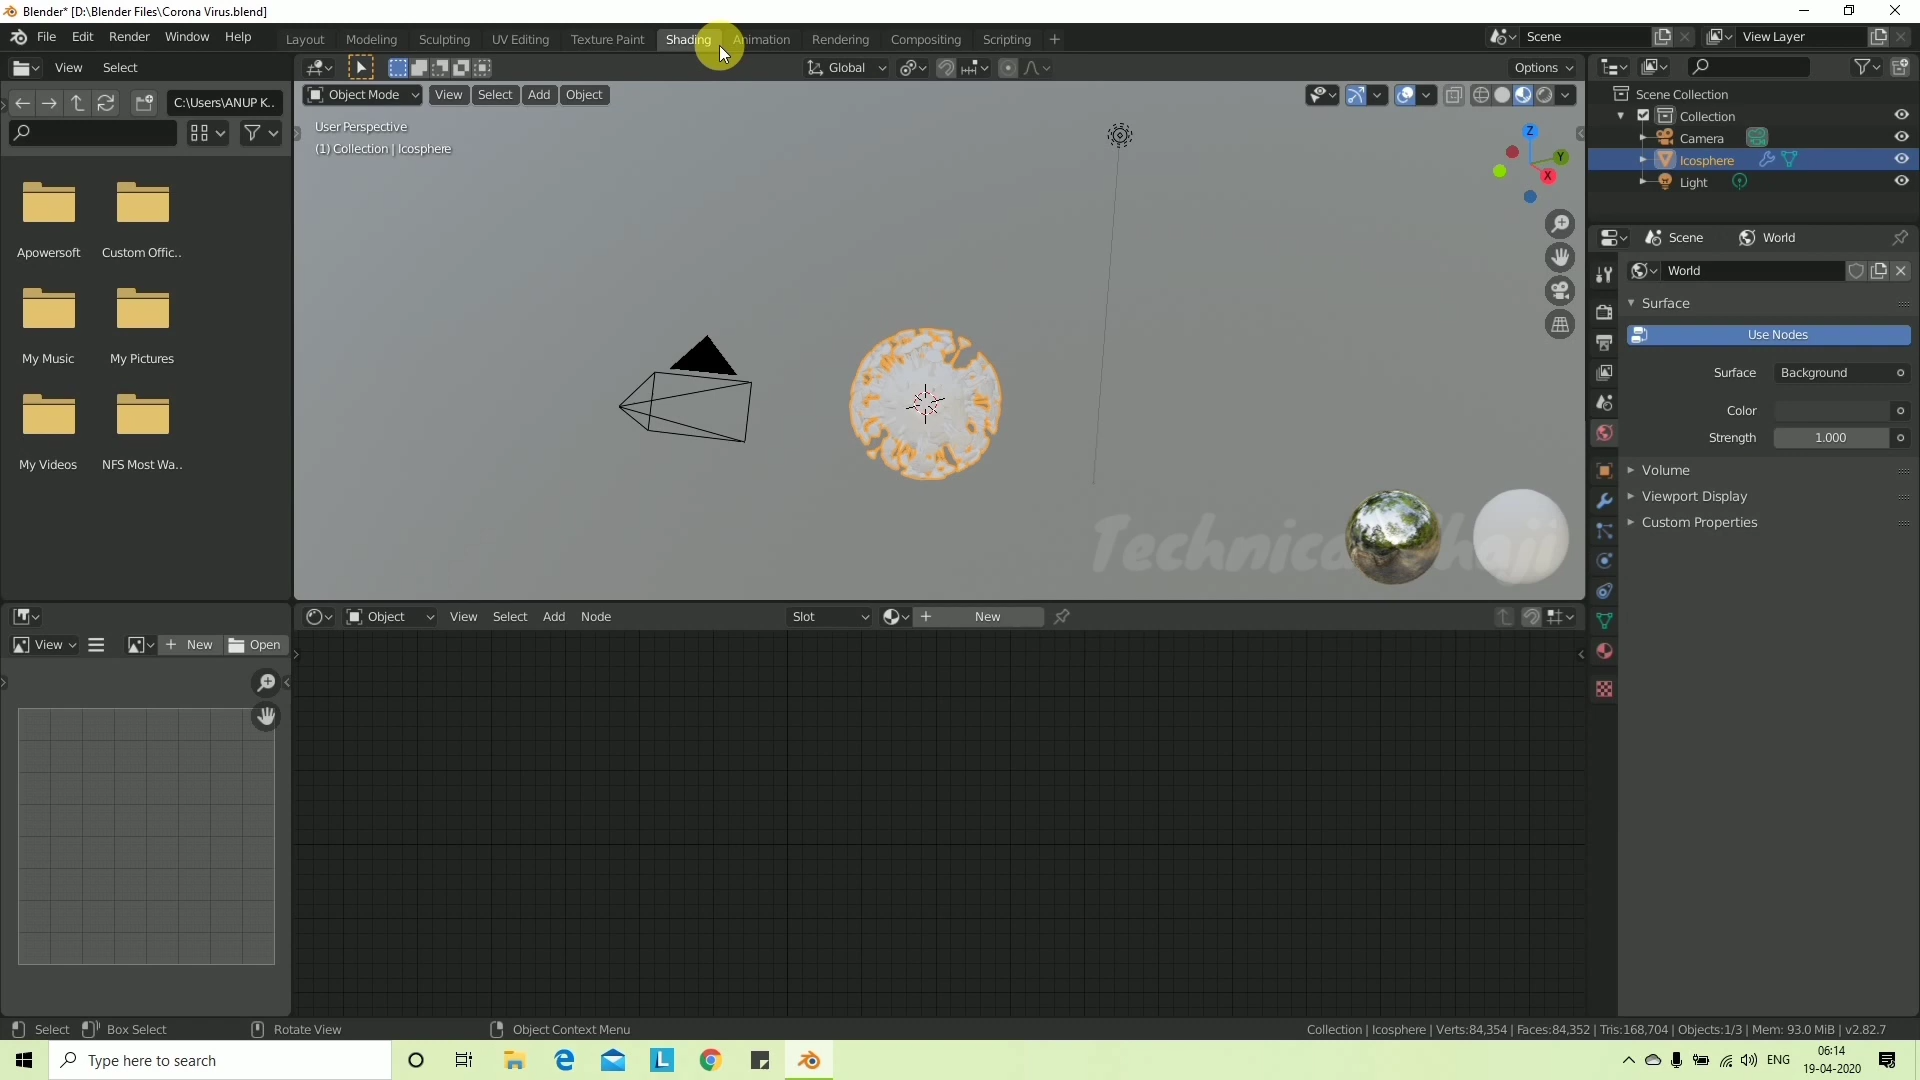 Blender* [D:\Blender Files\Corona Virus.blend]
File Edit Render Window Help
Layout Modeling Sculpting UV Editing Texture Paint Shading Animation Rendering Compositing Scripting
Scene
View Layer
View Select
Global
Options
C:\Users\ANUP K..
Object Mode View Select Add Object
User Perspective
(1) Collection | Icosphere
Z
Y
X
Apowersoft
Custom Offic..
My Music
My Pictures
My Videos
NFS Most Wa..
Technical
Scene Collection
Collection
Camera
Icosphere
Light
Scene World
World
Surface
Use Nodes
Surface Background
Color
Strength 1.000
Volume
Viewport Display
Custom Properties
Object View Select Add Node
Slot
New
View
New
Open
Select
Box Select
Rotate View
Object Context Menu
Collection | Icosphere | Verts:84,354 | Faces:84,352 | Tris:168,704 | Objects:1/3 | Mem: 93.0 MiB | v2.82.7
Type here to search
L
ENG
06:14
19-04-2020